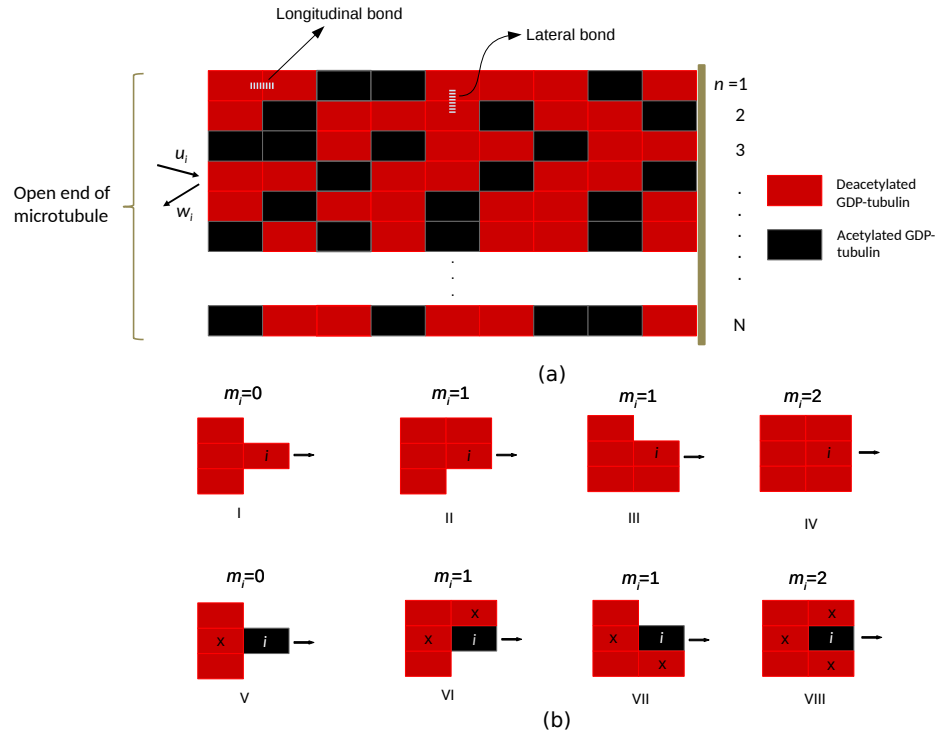 Longitudinal bond
Lateral bond
n =1
2
3
.
.
.
.
N
u_i
w_i
Open end of
microtubule
Deacetylated
GDP-tubulin
Acetylated GDP-
tubulin
.
.
.
(a)
m_i=0
m_i=1
m_i=1
m_i=2
i
i
i
i
I
II
III
IV
m_i=0
m_i=1
m_i=1
m_i=2
x
x
x i
x i
x i
x i
x
x
V
VI
VII
VIII
(b)